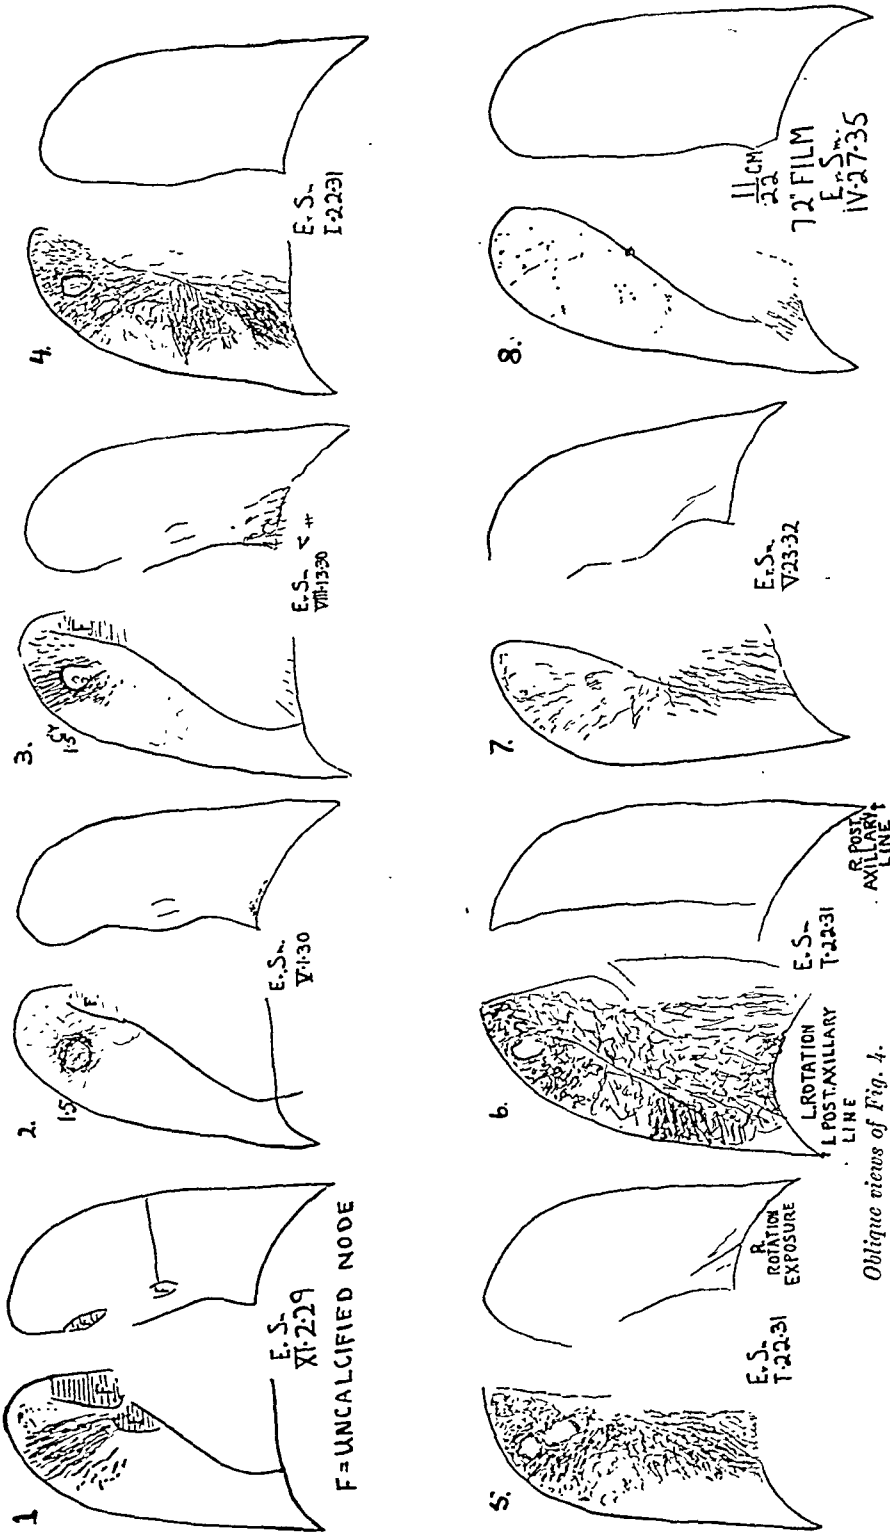 1
F
F
F
F
E. S.
XI·2·29
F=UNCALCIFIED NODE
2.
1.5
F
E. S.
V·1·30
3.
CV
1.5
F
E. S.
VIII·13·30
4.
E. S.
I·22·31
5.
E. S.
I·22·31
R.
ROTATION
EXPOSURE
6.
L. ROTATION
L POST. AXILLARY
LINE
E. S.
I·22·31
R. POST.
AXILLARY
LINE
Oblique views of Fig. 4.
7.
E. S.
V·23·32
8.
11 CM
22
72" FILM
E. S.
IV·27·35